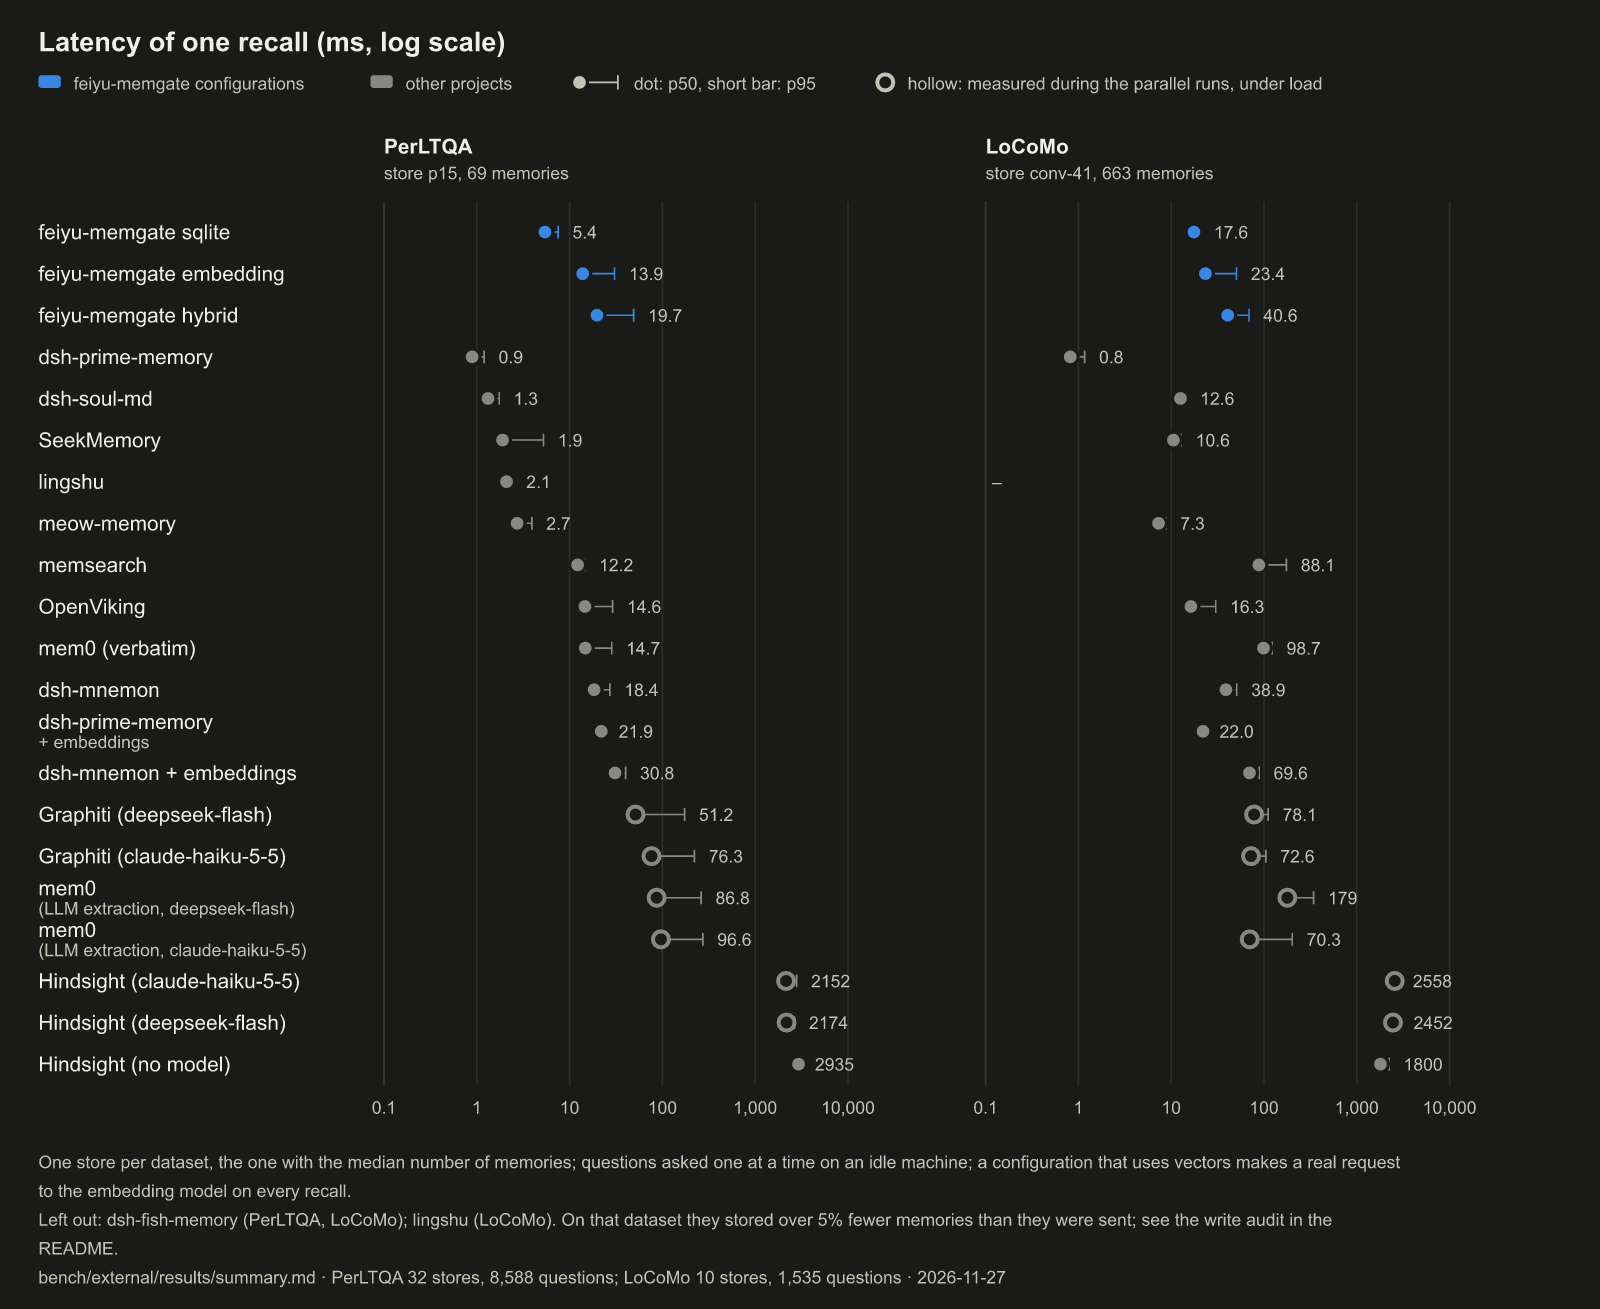 Latency of one recall (ms, log scale)
feiyu-memgate configurations
other projects
dot: p50, short bar: p95
hollow: measured during the parallel runs, under load
PerLTQA
store p15, 69 memories
LoCoMo
store conv-41, 663 memories
feiyu-memgate sqlite 5.4 17.6
feiyu-memgate embedding 13.9 23.4
feiyu-memgate hybrid 19.7 40.6
dsh-prime-memory 0.9 0.8
dsh-soul-md 1.3 12.6
SeekMemory 1.9 10.6
lingshu 2.1 –
meow-memory 2.7 7.3
memsearch 12.2 88.1
OpenViking 14.6 16.3
mem0 (verbatim) 14.7 98.7
dsh-mnemon 18.4 38.9
dsh-prime-memory
+ embeddings 21.9 22.0
dsh-mnemon + embeddings 30.8 69.6
Graphiti (deepseek-flash) 51.2 78.1
Graphiti (claude-haiku-5-5) 76.3 72.6
mem0
(LLM extraction, deepseek-flash) 86.8 179
mem0
(LLM extraction, claude-haiku-5-5) 96.6 70.3
Hindsight (claude-haiku-5-5) 2152 2558
Hindsight (deepseek-flash) 2174 2452
Hindsight (no model) 2935 1800
0.1 1 10 100 1,000 10,000 0.1 1 10 100 1,000 10,000
One store per dataset, the one with the median number of memories; questions asked one at a time on an idle machine; a configuration that uses vectors makes a real request
to the embedding model on every recall.
Left out: dsh-fish-memory (PerLTQA, LoCoMo); lingshu (LoCoMo). On that dataset they stored over 5% fewer memories than they were sent; see the write audit in the
README.
bench/external/results/summary.md · PerLTQA 32 stores, 8,588 questions; LoCoMo 10 stores, 1,535 questions · 2026-11-27